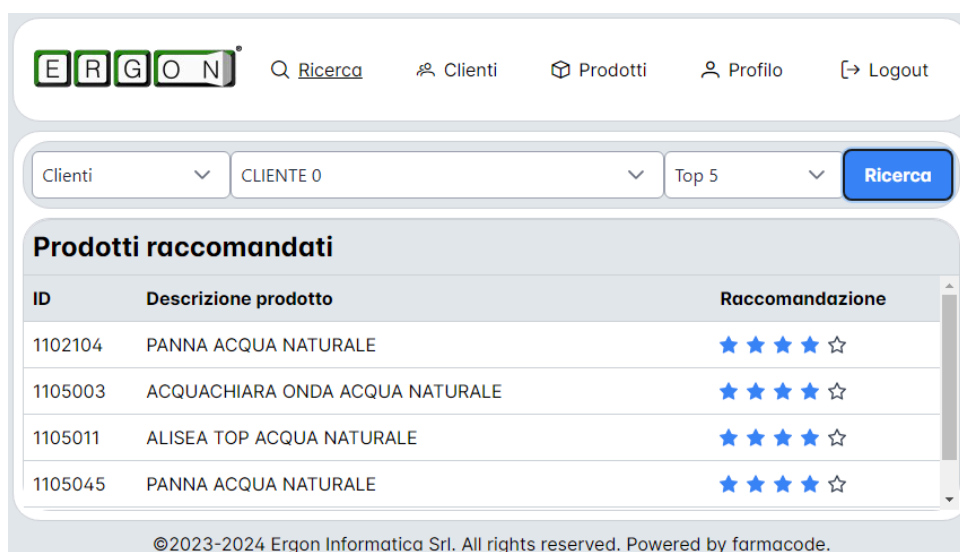 ERGON® Ricerca Clienti Prodotti Profilo Logout
Clienti CLIENTE 0 Top 5 Ricerca
Prodotti raccomandati
ID Descrizione prodotto Raccomandazione
1102104 PANNA ACQUA NATURALE
1105003 ACQUACHIARA ONDA ACQUA NATURALE
1105011 ALISEA TOP ACQUA NATURALE
1105045 PANNA ACQUA NATURALE
©2023-2024 Ergon Informatica Srl. All rights reserved. Powered by farmacode.